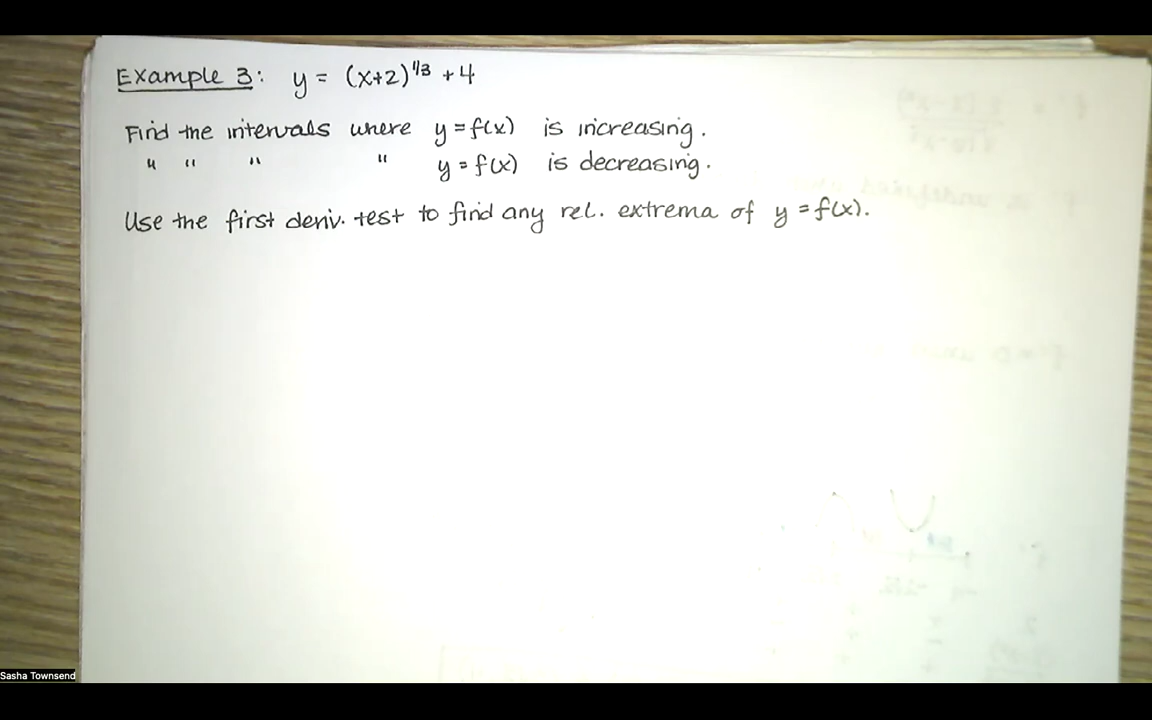 Example 3: y = (x+2)^1/3 + 4
Find the intervals where y = f(x) is increasing.
" " " " y = f(x) is decreasing.
Use the first deriv. test to find any rel. extrema of y = f(x).
Sasha Townsend